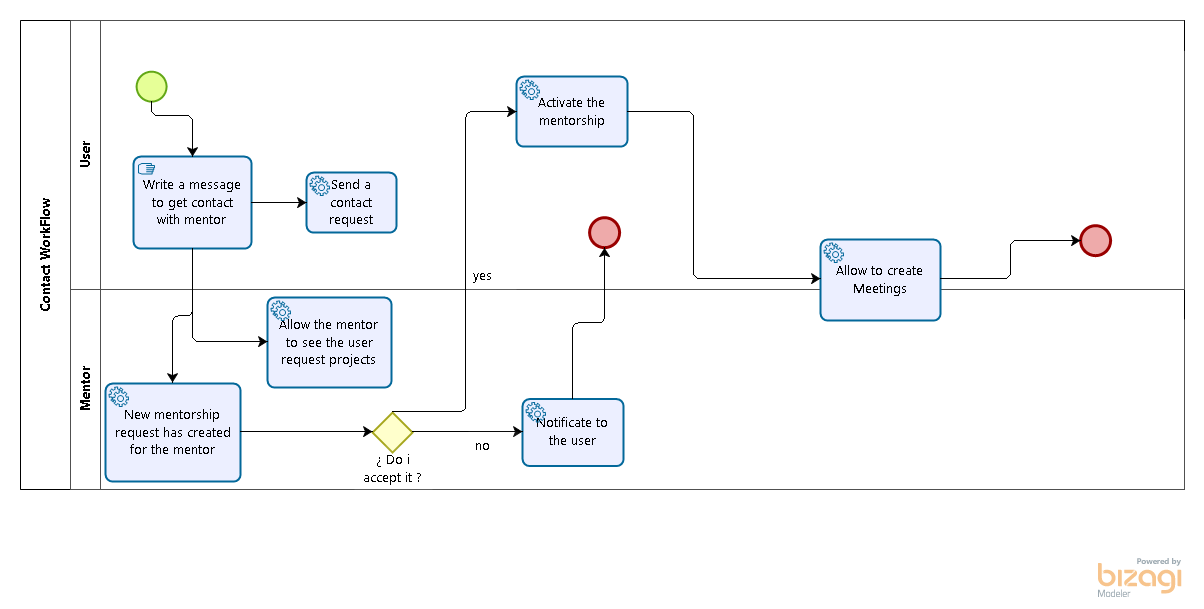 Contact WorkFlow
User
Write a message
to get contact
with mentor
Send a
contact
request
Activate the
mentorship
yes
Allow to create
Meetings
Mentor
Allow the mentor
to see the user
request projects
New mentorship
request has created
for the mentor
¿ Do i
accept it ?
no
Notificate to
the user
Powered by
bizagi
Modeler